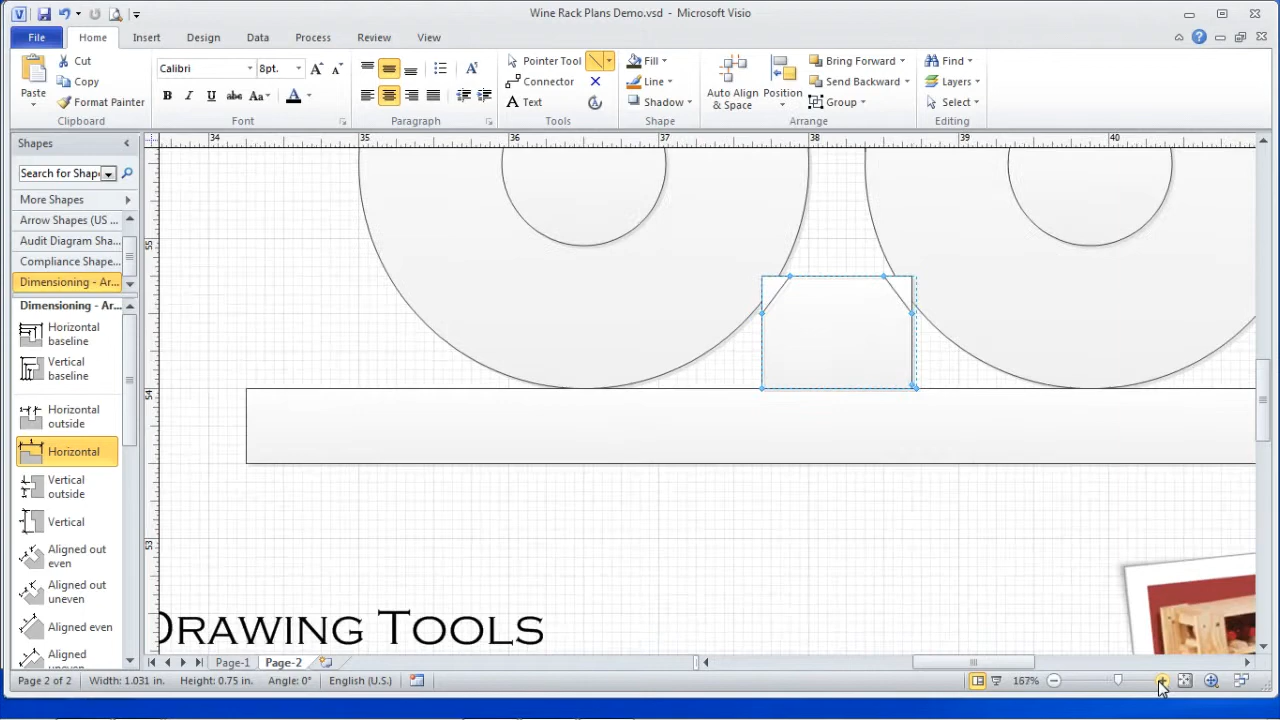 Wine Rack Plans Demo.vsd - Microsoft Visio
File Home Insert Design Data Process Review View
Paste
Cut
Copy
Format Painter
Clipboard
Calibri 8pt.
B I U abc Aa
Font
Paragraph
Pointer Tool
Connector
Text
Tools
Fill
Line
Shadow
Shape
Auto Align
& Space
Position
Bring Forward
Send Backward
Group
Arrange
Find
Layers
Select
Editing
Shapes
Search for Shap
More Shapes
Arrow Shapes (US ...
Audit Diagram Sha...
Compliance Shape...
Dimensioning - Ar...
Dimensioning - Ar...
Horizontal
baseline
Vertical
baseline
Horizontal
outside
Horizontal
Vertical
outside
Vertical
Aligned out
even
Aligned out
uneven
Aligned even
Aligned
34 35 36 37 38 39 40
55
54
53
DRAWING TOOLS
Page-1 Page-2
Page 2 of 2 Width: 1.031 in. Height: 0.75 in. Angle: 0° English (U.S.) 167%